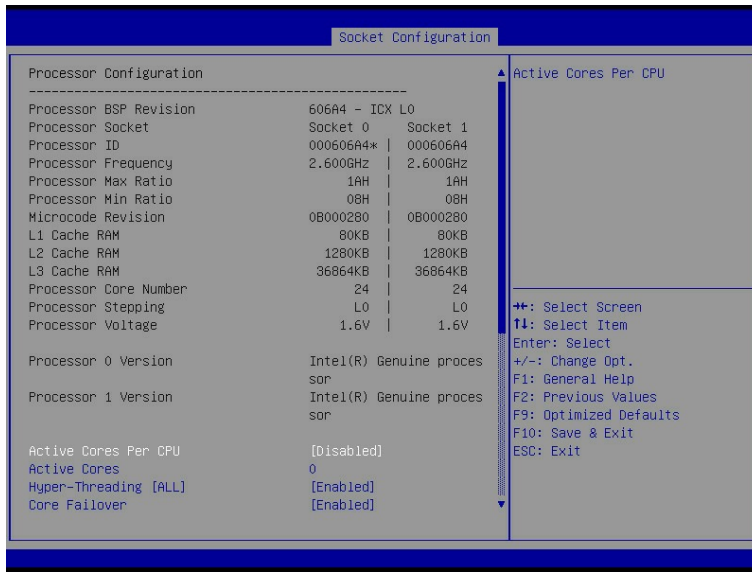 Socket Configuration
Processor Configuration
------------------------------------------------
Processor BSP Revision 606A4 - ICX L0
Processor Socket Socket 0 Socket 1
Processor ID 000606A4* | 000606A4
Processor Frequency 2.600GHz | 2.600GHz
Processor Max Ratio 1AH | 1AH
Processor Min Ratio 08H | 08H
Microcode Revision 0B000280 | 0B000280
L1 Cache RAM 80KB | 80KB
L2 Cache RAM 1280KB | 1280KB
L3 Cache RAM 36864KB | 36864KB
Processor Core Number 24 | 24
Processor Stepping L0 | L0
Processor Voltage 1.6V | 1.6V
Processor 0 Version Intel(R) Genuine proces
sor
Processor 1 Version Intel(R) Genuine proces
sor
Active Cores Per CPU [Disabled]
Active Cores 0
Hyper-Threading [ALL] [Enabled]
Core Failover [Enabled]
Active Cores Per CPU
→←: Select Screen
↑↓: Select Item
Enter: Select
+/-: Change Opt.
F1: General Help
F2: Previous Values
F9: Optimized Defaults
F10: Save & Exit
ESC: Exit